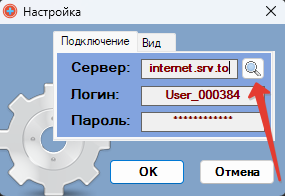 Настройка
Подключение Вид
Сервер: internet.srv.to
Логин: User_000384
Пароль: ************
OK Отмена